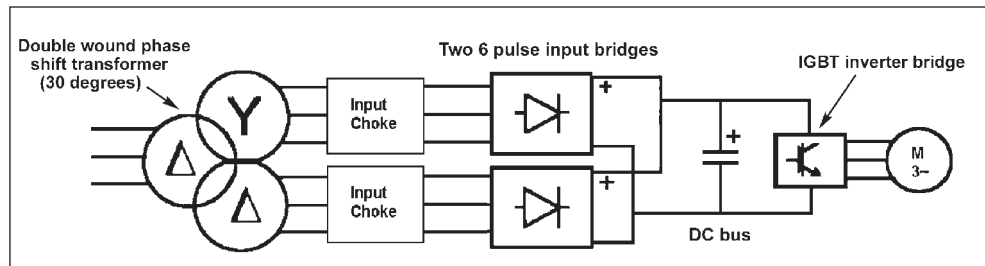 Double wound phase
shift transformer
(30 degrees)
Two 6 pulse input bridges
IGBT inverter bridge
Y
Δ
Δ
Input
Choke
Input
Choke
+
+
+
M
3~
DC bus